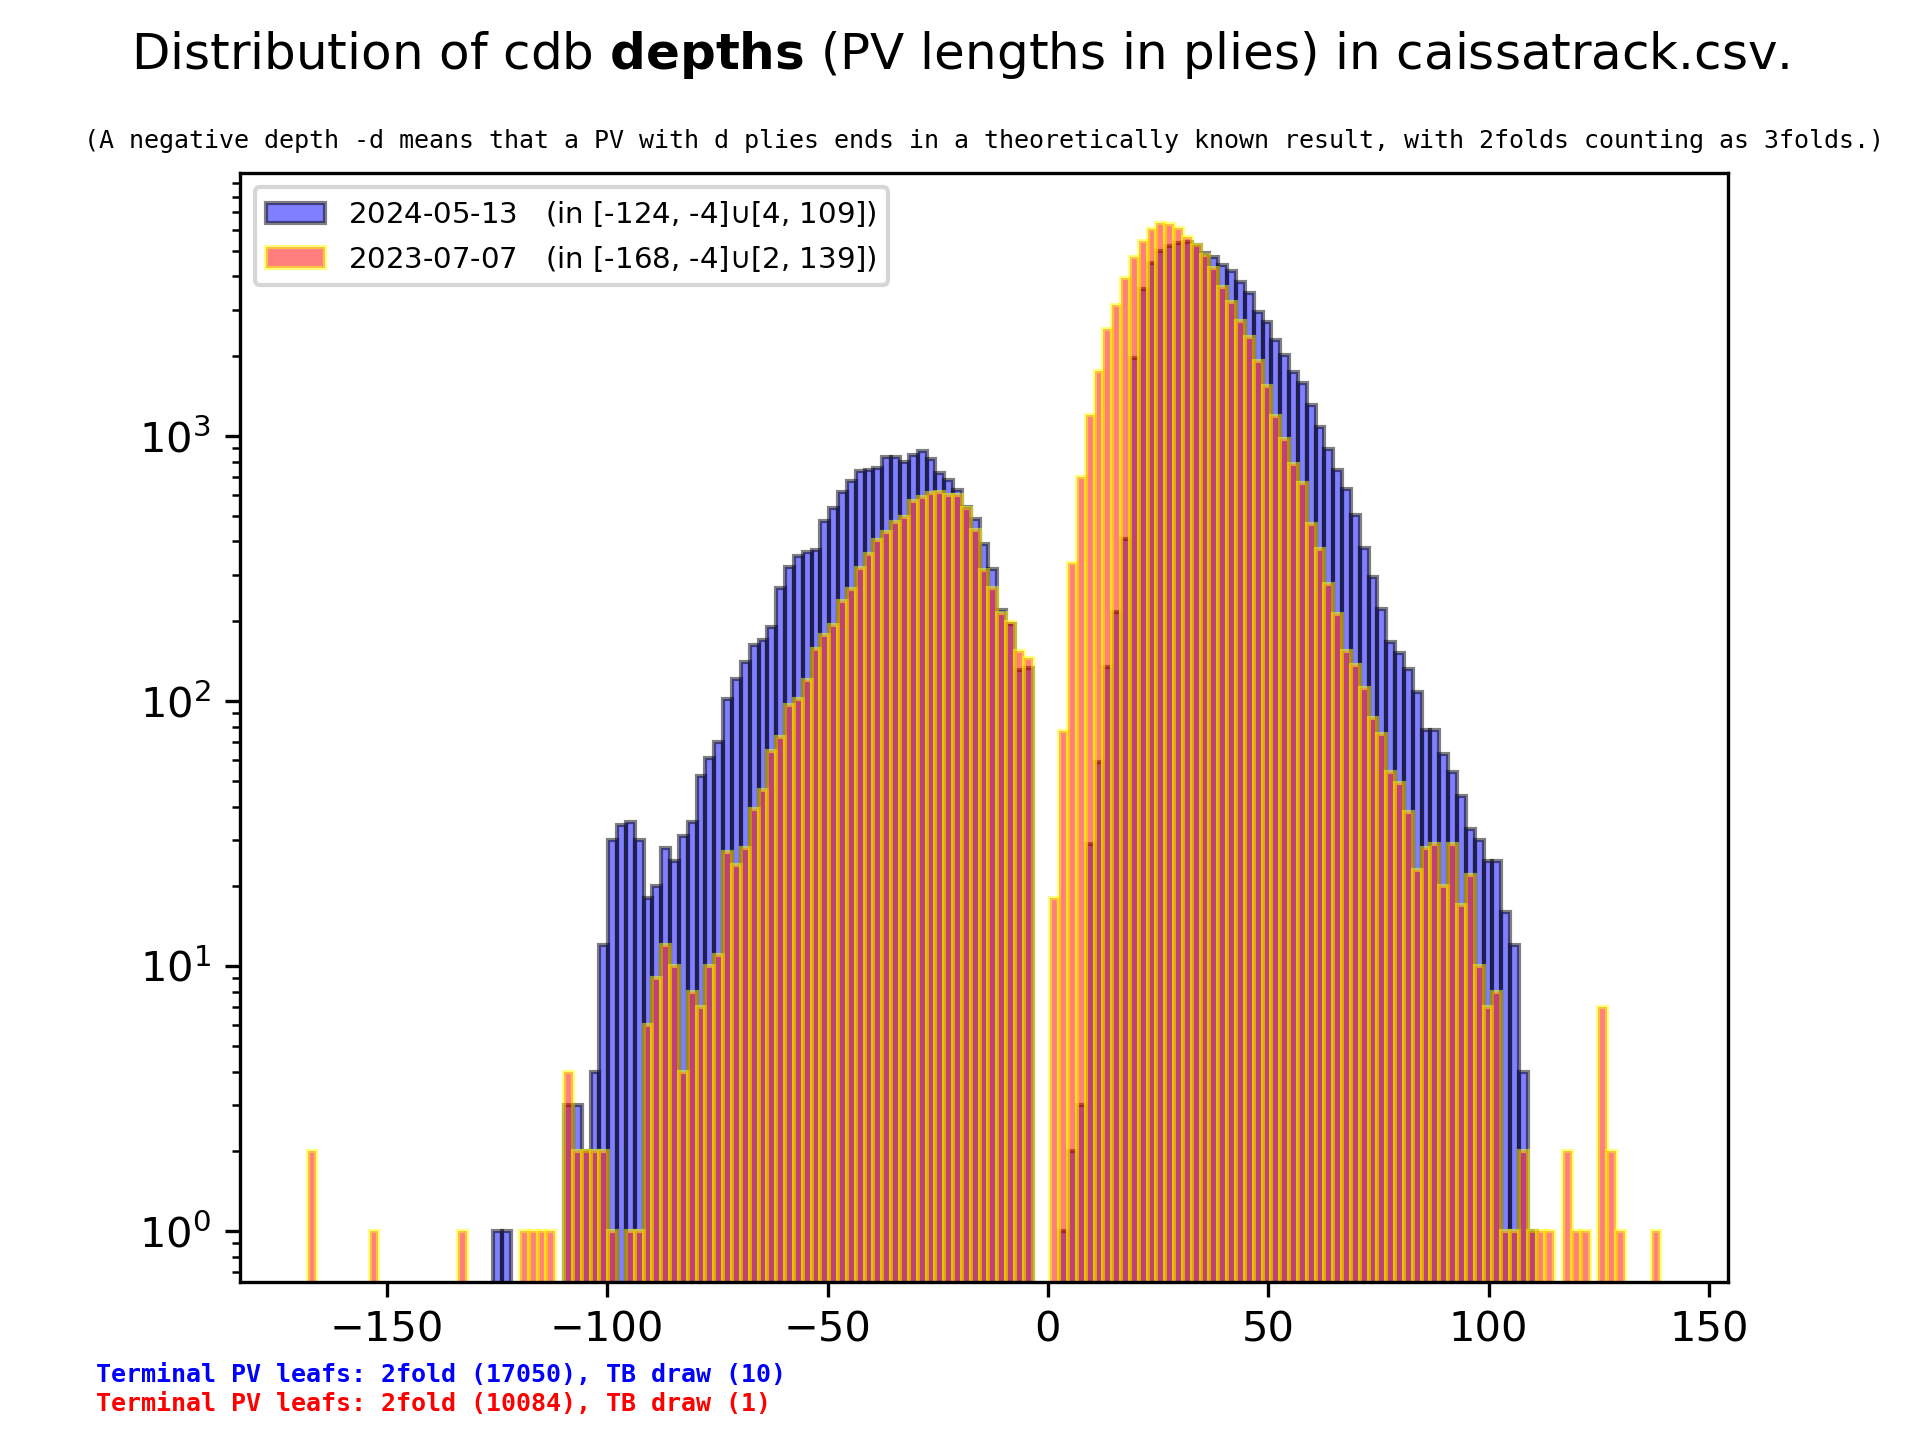 Distribution of cdb depths (PV lengths in plies) in caissatrack.csv.
(A negative depth -d means that a PV with d plies ends in a theoretically known result, with 2folds counting as 3folds.)
2024-05-13 (in [-124, -4]∪[4, 109])
2023-07-07 (in [-168, -4]∪[2, 139])
10³
10²
10¹
10⁰
−150 −100 −50 0 50 100 150
Terminal PV leafs: 2fold (17050), TB draw (10)
Terminal PV leafs: 2fold (10084), TB draw (1)